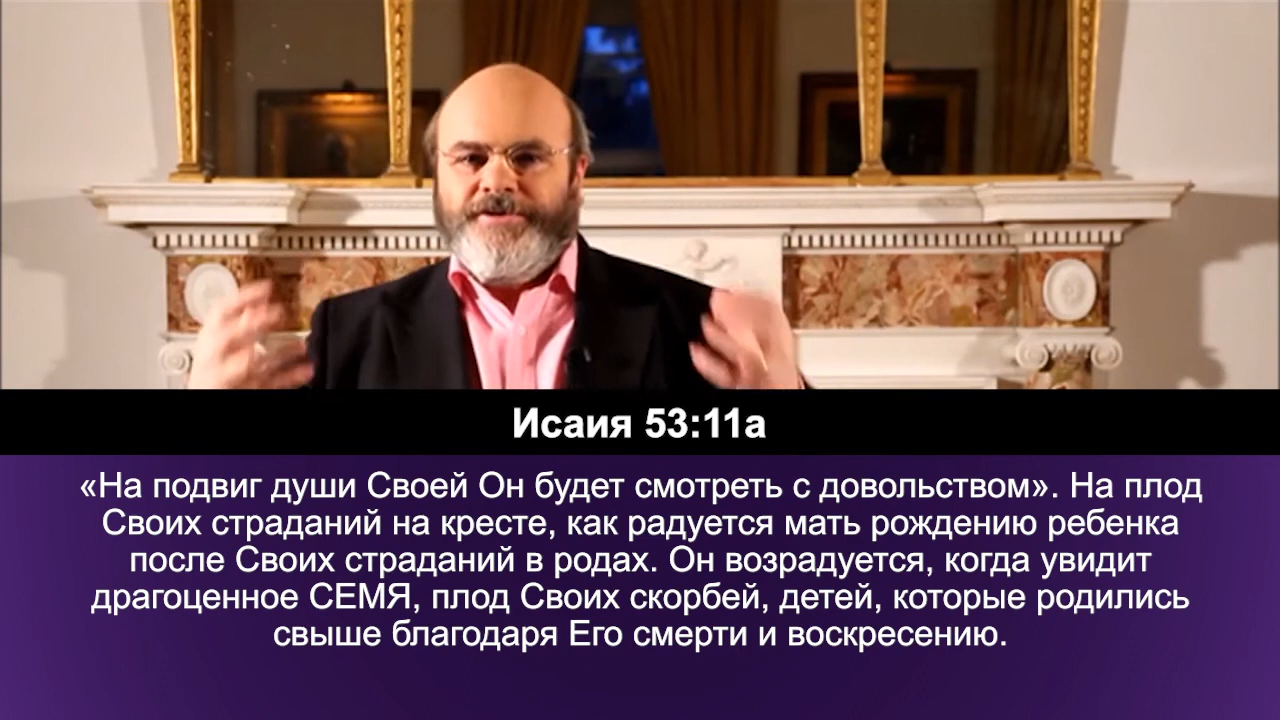 Исаия 53:11а
«На подвиг души Своей Он будет смотреть с довольством». На плод
Своих страданий на кресте, как радуется мать рождению ребенка
после Своих страданий в родах. Он возрадуется, когда увидит
драгоценное СЕМЯ, плод Своих скорбей, детей, которые родились
свыше благодаря Его смерти и воскресению.